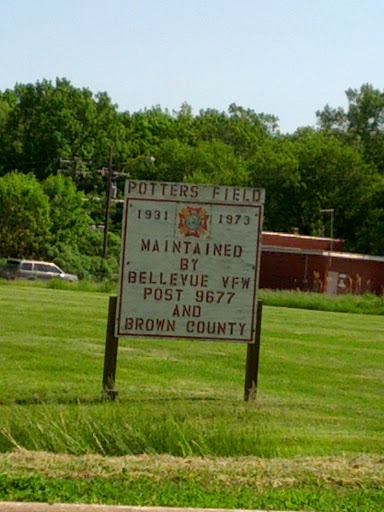 POTTERS FIELD
1931 1973
MAINTAINED
BY
BELLEVUE VFW
POST 9677
AND
BROWN COUNTY